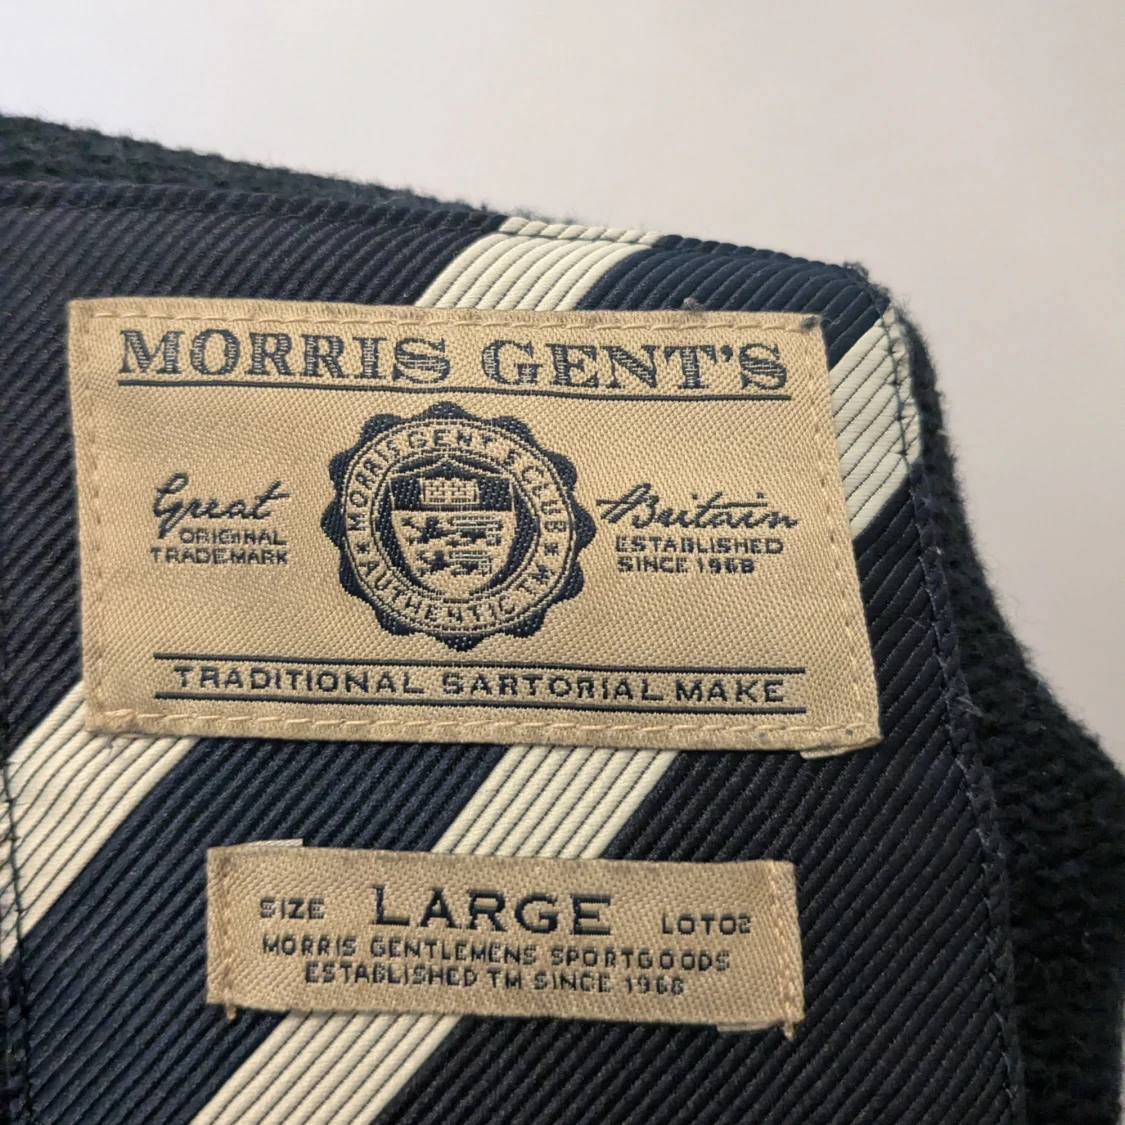 MORRIS GENT'S
MORRIS GENT'S CLUB
★ AUTHENTIC TM ★
Great
ORIGINAL
TRADEMARK
Britain
ESTABLISHED
SINCE 1968
TRADITIONAL SARTORIAL MAKE
SIZE LARGE LOT02
MORRIS GENTLEMENS SPORTGOODS
ESTABLISHED TM SINCE 1968